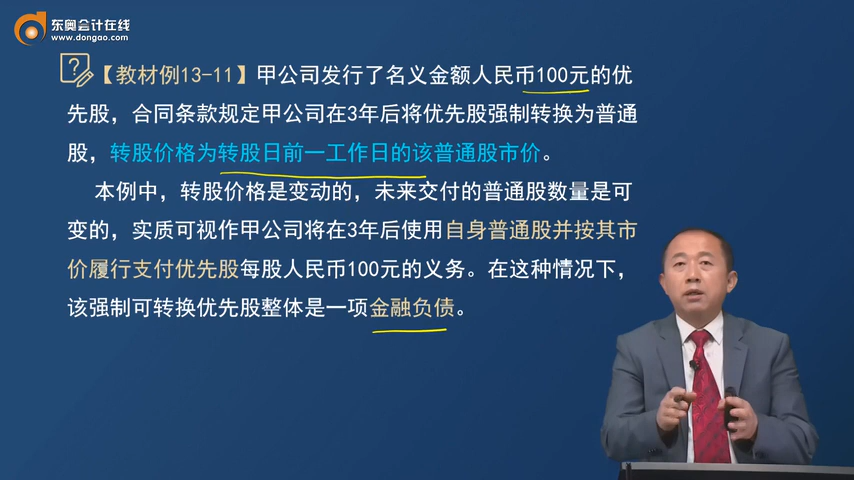 东奥会计在线
www.dongao.com
【教材例13-11】甲公司发行了名义金额人民币100元的优
先股，合同条款规定甲公司在3年后将优先股强制转换为普通
股，转股价格为转股日前一工作日的该普通股市价。
本例中，转股价格是变动的，未来交付的普通股数量是可
变的，实质可视作甲公司将在3年后使用自身普通股并按其市
价履行支付优先股每股人民币100元的义务。在这种情况下，
该强制可转换优先股整体是一项金融负债。